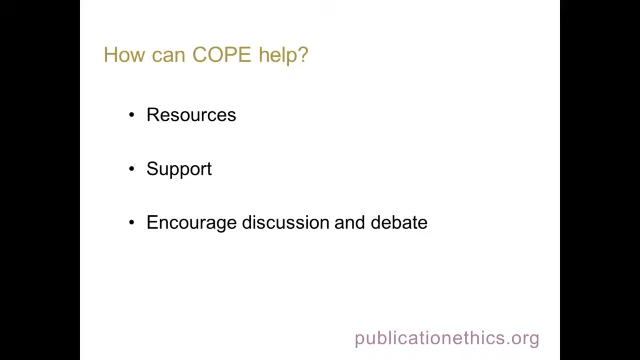 How can COPE help?
• Resources
• Support
• Encourage discussion and debate
publicationethics.org